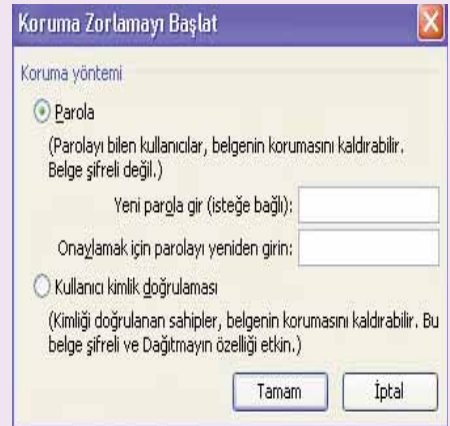 Koruma Zorlamayı Başlat
Koruma yöntemi
Parola
(Parolayı bilen kullanıcılar, belgenin korumasını kaldırabilir.
Belge şifreli değil.)
Yeni parola gir (isteğe bağlı):
Onaylamak için parolayı yeniden girin:
Kullanıcı kimlik doğrulaması
(Kimliği doğrulanan sahipler, belgenin korumasını kaldırabilir. Bu
belge şifreli ve Dağıtmayın özelliği etkin.)
Tamam İptal